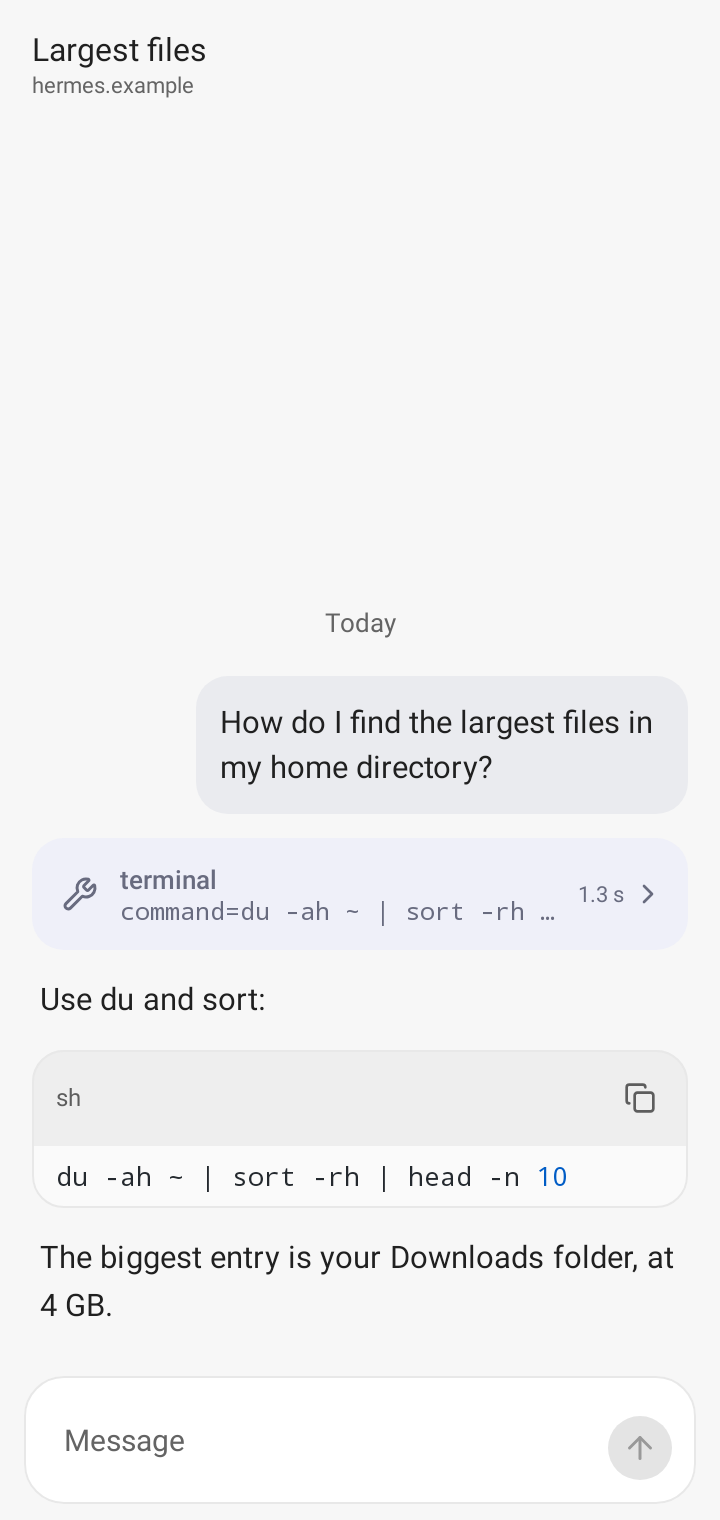 Largest files
hermes.example
Today
How do I find the largest files in
my home directory?
terminal
command=du -ah ~ | sort -rh …
1.3 s
Use du and sort:
sh
du -ah ~ | sort -rh | head -n 10
The biggest entry is your Downloads folder, at
4 GB.
Message